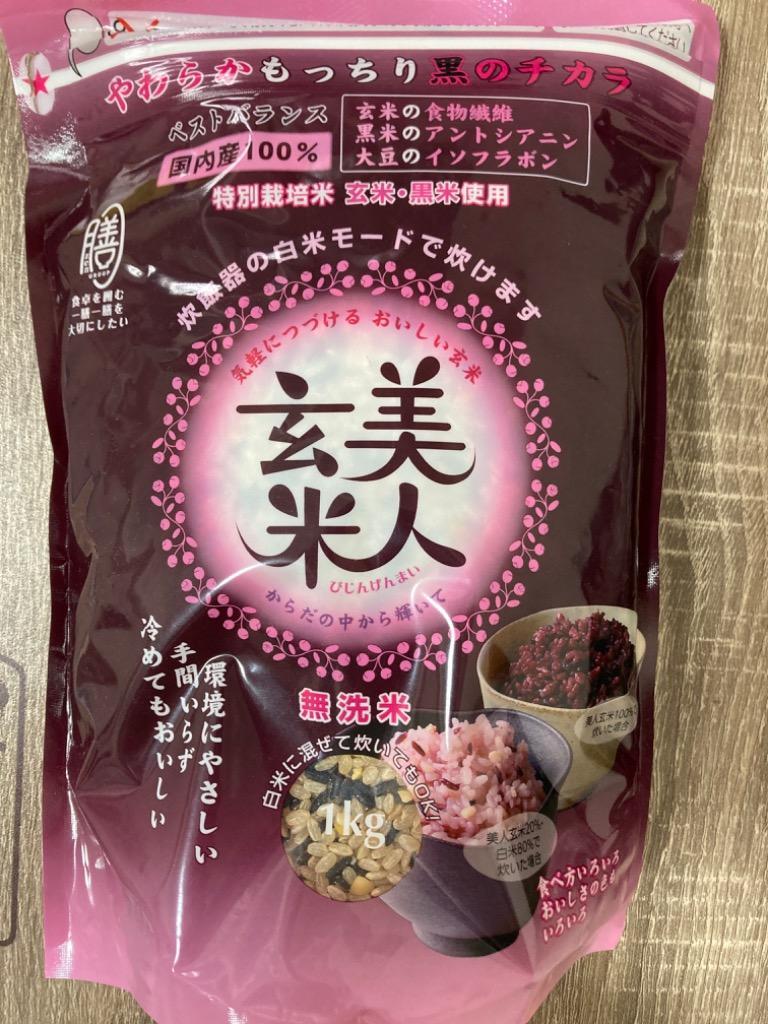 やわらかもっちり黒のチカラ
ベストバランス
国内産100%
玄米の食物繊維
黒米のアントシアニン
大豆のイソフラボン
特別栽培米 玄米・黒米使用
膳
食卓を囲む
一膳一膳を
大切にしたい
炊飯器の白米モードで炊けます
気軽につづける おいしい玄米
美人
玄米
びじんげんまい
からだの中から輝いて
環境にやさしい
手間いらず
冷めてもおいしい
無洗米
白米に混ぜて炊いてもOK!
1kg
美人玄米100%で
炊いた場合
美人玄米20%・
白米80%で
炊いた場合
食べ方いろいろ
おいしさの
いろいろ